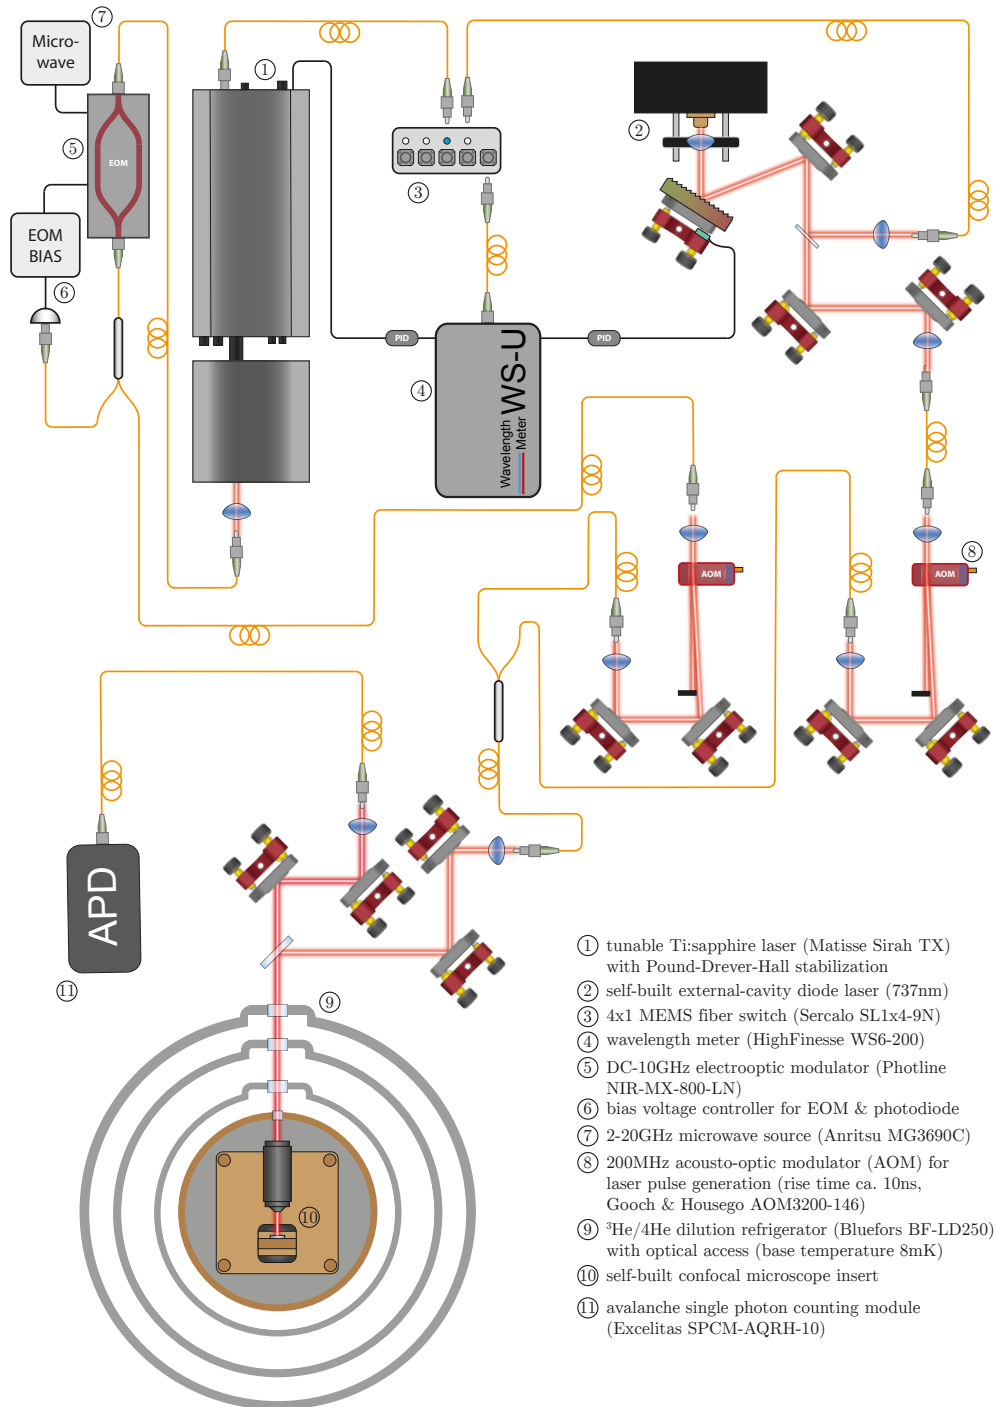 7
Micro-
wave
1
2
5
EOM
3
EOM
BIAS
6
PID
PID
4
Wavelength
Meter WS-U
8
AOM
AOM
APD
11
9
10
1 tunable Ti:sapphire laser (Matisse Sirah TX)
with Pound-Drever-Hall stabilization
2 self-built external-cavity diode laser (737nm)
3 4x1 MEMS fiber switch (Sercalo SL1x4-9N)
4 wavelength meter (HighFinesse WS6-200)
5 DC-10GHz electrooptic modulator (Photline
NIR-MX-800-LN)
6 bias voltage controller for EOM & photodiode
7 2-20GHz microwave source (Anritsu MG3690C)
8 200MHz acousto-optic modulator (AOM) for
laser pulse generation (rise time ca. 10ns,
Gooch & Housego AOM3200-146)
9 ³He/4He dilution refrigerator (Bluefors BF-LD250)
with optical access (base temperature 8mK)
10 self-built confocal microscope insert
11 avalanche single photon counting module
(Excelitas SPCM-AQRH-10)